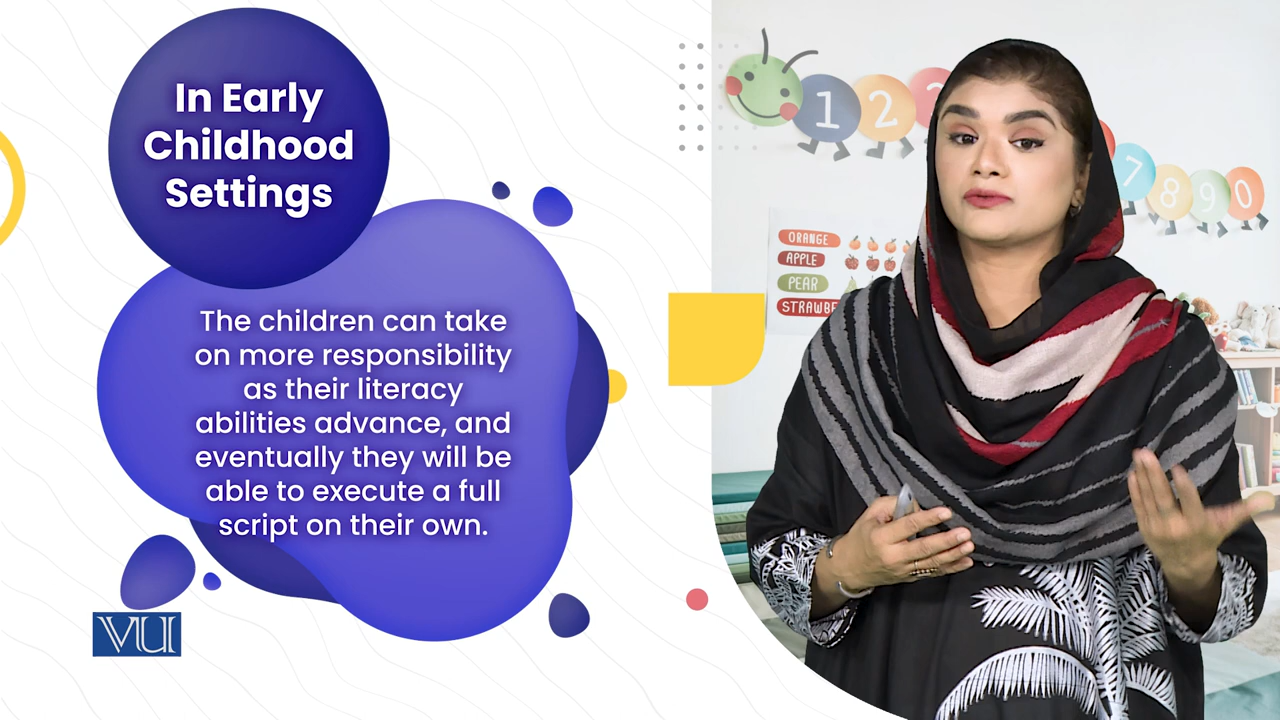 In Early
Childhood
Settings
The children can take
on more responsibility
as their literacy
abilities advance, and
eventually they will be
able to execute a full
script on their own.
VU
1 2
7 8 9 0
ORANGE
APPLE
PEAR
STRAWBE